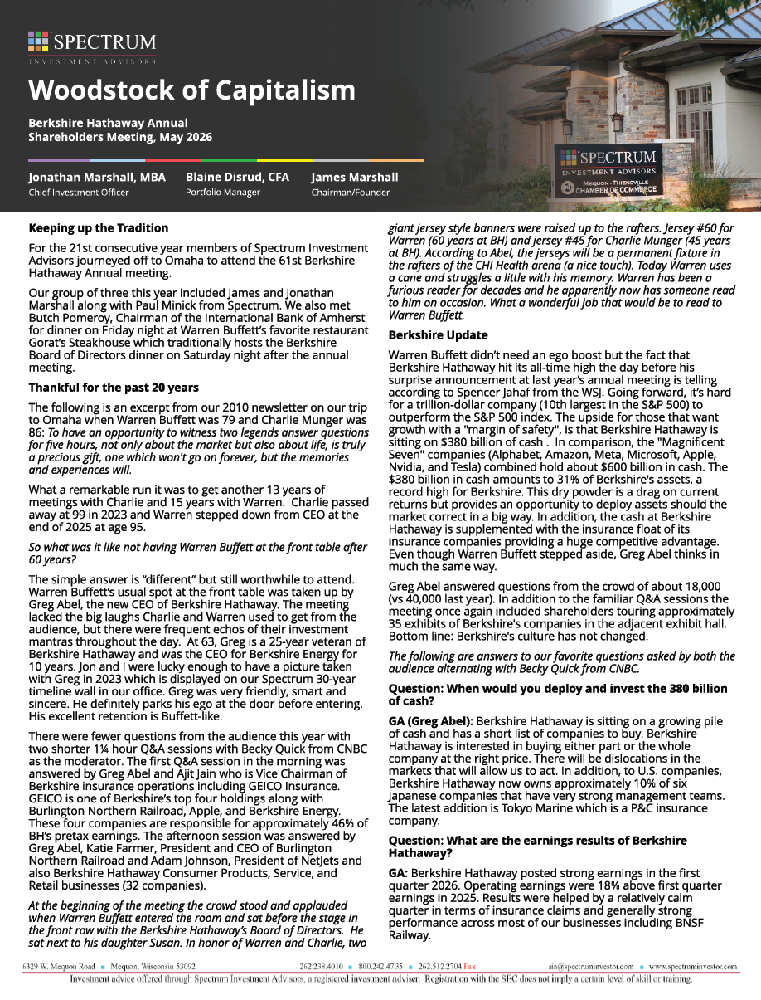 SPECTRUM
INVESTMENT ADVISORS
Woodstock of Capitalism
Berkshire Hathaway Annual
Shareholders Meeting, May 2026
Jonathan Marshall, MBA
Chief Investment Officer
Blaine Disrud, CFA
Portfolio Manager
James Marshall
Chairman/Founder
SPECTRUM
INVESTMENT ADVISORS
MEQUON-THIENSVILLE
CHAMBER OF COMMERCE
Keeping up the Tradition
For the 21st consecutive year members of Spectrum Investment
Advisors journeyed off to Omaha to attend the 61st Berkshire
Hathaway Annual meeting.
Our group of three this year included James and Jonathan
Marshall along with Paul Minick from Spectrum. We also met
Butch Pomeroy, Chairman of the International Bank of Amherst
for dinner on Friday night at Warren Buffett's favorite restaurant
Gorat's Steakhouse which traditionally hosts the Berkshire
Board of Directors dinner on Saturday night after the annual
meeting.
Thankful for the past 20 years
The following is an excerpt from our 2010 newsletter on our trip
to Omaha when Warren Buffett was 79 and Charlie Munger was
86: To have an opportunity to witness two legends answer questions
for five hours, not only about the market but also about life, is truly
a precious gift, one which won't go on forever, but the memories
and experiences will.
What a remarkable run it was to get another 13 years of
meetings with Charlie and 15 years with Warren.  Charlie passed
away at 99 in 2023 and Warren stepped down from CEO at the
end of 2025 at age 95.
So what was it like not having Warren Buffett at the front table after
60 years?
The simple answer is “different” but still worthwhile to attend.
Warren Buffett's usual spot at the front table was taken up by
Greg Abel, the new CEO of Berkshire Hathaway. The meeting
lacked the big laughs Charlie and Warren used to get from the
audience, but there were frequent echos of their investment
mantras throughout the day.  At 63, Greg is a 25-year veteran of
Berkshire Hathaway and was the CEO for Berkshire Energy for
10 years. Jon and I were lucky enough to have a picture taken
with Greg in 2023 which is displayed on our Spectrum 30-year
timeline wall in our office. Greg was very friendly, smart and
sincere. He definitely parks his ego at the door before entering.
His excellent retention is Buffett-like.
There were fewer questions from the audience this year with
two shorter 1¼ hour Q&A sessions with Becky Quick from CNBC
as the moderator. The first Q&A session in the morning was
answered by Greg Abel and Ajit Jain who is Vice Chairman of
Berkshire insurance operations including GEICO Insurance.
GEICO is one of Berkshire's top four holdings along with
Burlington Northern Railroad, Apple, and Berkshire Energy.
These four companies are responsible for approximately 46% of
BH's pretax earnings. The afternoon session was answered by
Greg Abel, Katie Farmer, President and CEO of Burlington
Northern Railroad and Adam Johnson, President of NetJets and
also Berkshire Hathaway Consumer Products, Service, and
Retail businesses (32 companies).
At the beginning of the meeting the crowd stood and applauded
when Warren Buffett entered the room and sat before the stage in
the front row with the Berkshire Hathaway's Board of Directors.  He
sat next to his daughter Susan. In honor of Warren and Charlie, two
giant jersey style banners were raised up to the rafters. Jersey #60 for
Warren (60 years at BH) and jersey #45 for Charlie Munger (45 years
at BH). According to Abel, the jerseys will be a permanent fixture in
the rafters of the CHI Health arena (a nice touch). Today Warren uses
a cane and struggles a little with his memory. Warren has been a
furious reader for decades and he apparently now has someone read
to him on occasion. What a wonderful job that would be to read to
Warren Buffett.
Berkshire Update
Warren Buffett didn't need an ego boost but the fact that
Berkshire Hathaway hit its all-time high the day before his
surprise announcement at last year's annual meeting is telling
according to Spencer Jahaf from the WSJ. Going forward, it's hard
for a trillion-dollar company (10th largest in the S&P 500) to
outperform the S&P 500 index. The upside for those that want
growth with a "margin of safety", is that Berkshire Hathaway is
sitting on $380 billion of cash .  In comparison, the "Magnificent
Seven" companies (Alphabet, Amazon, Meta, Microsoft, Apple,
Nvidia, and Tesla) combined hold about $600 billion in cash. The
$380 billion in cash amounts to 31% of Berkshire's assets, a
record high for Berkshire. This dry powder is a drag on current
returns but provides an opportunity to deploy assets should the
market correct in a big way. In addition, the cash at Berkshire
Hathaway is supplemented with the insurance float of its
insurance companies providing a huge competitive advantage.
Even though Warren Buffett stepped aside, Greg Abel thinks in
much the same way.
Greg Abel answered questions from the crowd of about 18,000
(vs 40,000 last year). In addition to the familiar Q&A sessions the
meeting once again included shareholders touring approximately
35 exhibits of Berkshire's companies in the adjacent exhibit hall.
Bottom line: Berkshire's culture has not changed.
The following are answers to our favorite questions asked by both the
audience alternating with Becky Quick from CNBC.
Question: When would you deploy and invest the 380 billion
of cash?
GA (Greg Abel): Berkshire Hathaway is sitting on a growing pile
of cash and has a short list of companies to buy. Berkshire
Hathaway is interested in buying either part or the whole
company at the right price. There will be dislocations in the
markets that will allow us to act. In addition, to U.S. companies,
Berkshire Hathaway now owns approximately 10% of six
Japanese companies that have very strong management teams.
The latest addition is Tokyo Marine which is a P&C insurance
company.
Question: What are the earnings results of Berkshire
Hathaway?
GA: Berkshire Hathaway posted strong earnings in the first
quarter 2026. Operating earnings were 18% above first quarter
earnings in 2025. Results were helped by a relatively calm
quarter in terms of insurance claims and generally strong
performance across most of our businesses including BNSF
Railway.
6329 W. Mequon Road ■ Mequon, Wisconsin 53092
262.238.4010 ■ 800.242.4735 ■ 262.512.2704 Fax
sia@spectruminvestor.com ■ www.spectruminvestor.com
Investment advice offered through Spectrum Investment Advisors, a registered investment adviser.  Registration with the SEC does not imply a certain level of skill or training.